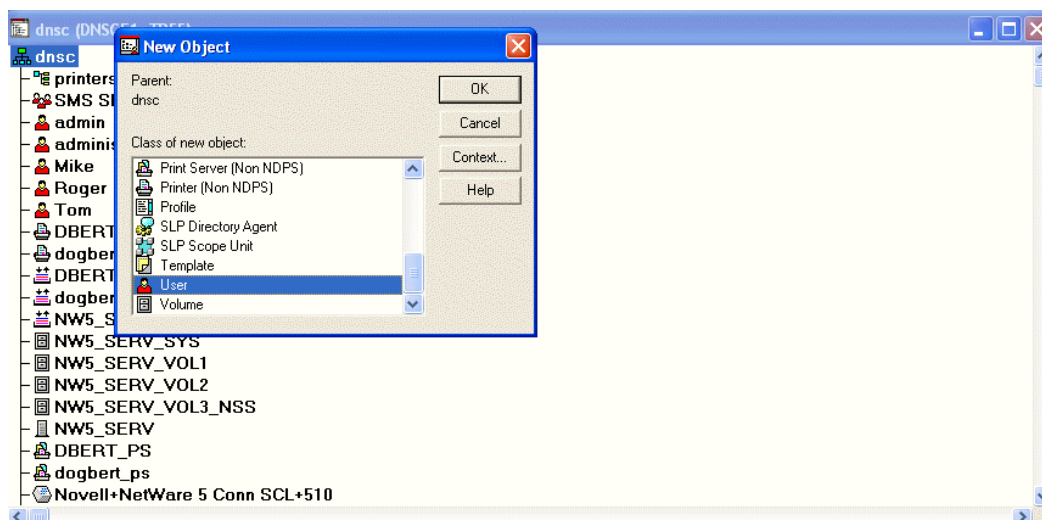 dnsc (DNSC
New Object
dnsc
printers
SMS
admin
adminis
Mike
Roger
Tom
DBERT
dogber
DBERT
dogber
NW5_S
NW5_SERV_SYS
NW5_SERV_VOL1
NW5_SERV_VOL2
NW5_SERV_VOL3_NSS
NW5_SERV
DBERT_PS
dogbert_ps
Novell+NetWare 5 Conn SCL+510
Parent:
dnsc
Class of new object:
Print Server (Non NDPS)
Printer (Non NDPS)
Profile
SLP Directory Agent
SLP Scope Unit
Template
User
Volume
OK
Cancel
Context...
Help